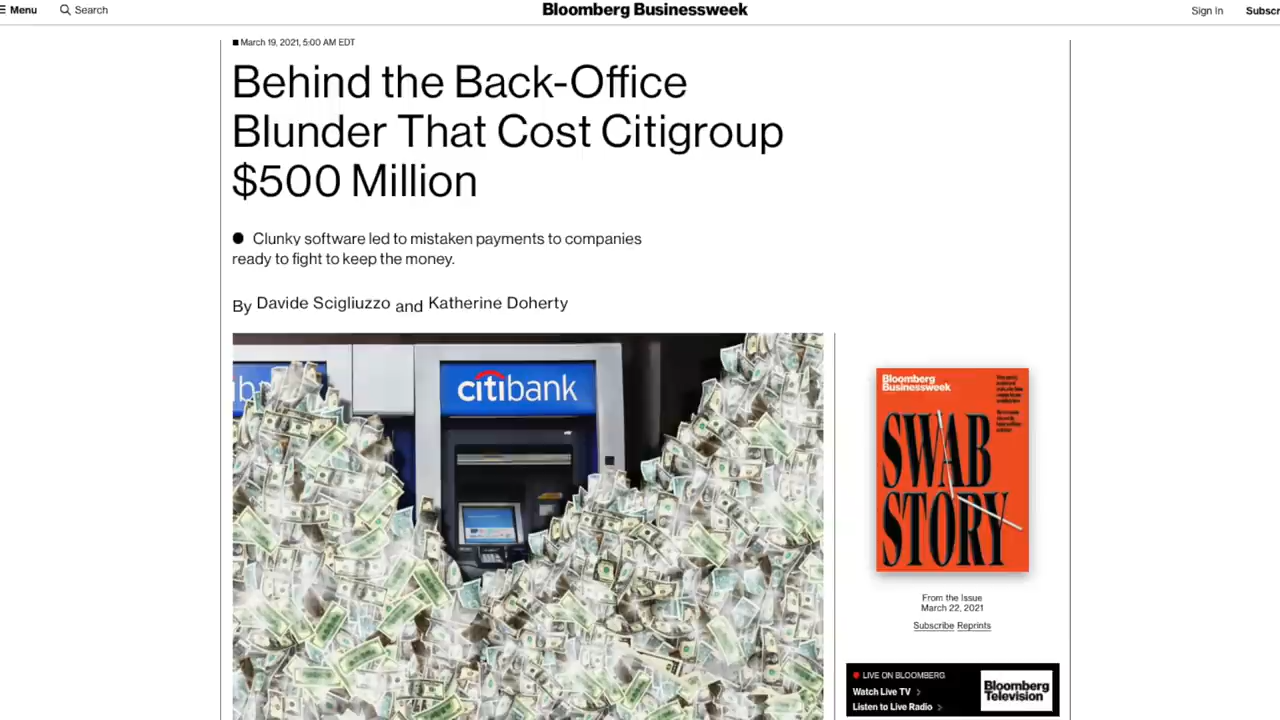 Menu
Search
Bloomberg Businessweek
Sign In
Subscr
March 19, 2021, 5:00 AM EDT
Behind the Back-Office
Blunder That Cost Citigroup
$500 Million
Clunky software led to mistaken payments to companies
ready to fight to keep the money.
By Davide Scigliuzzo and Katherine Doherty
citibank
Bloomberg
Businessweek
SWAB
STORY
From the Issue
March 22, 2021
Subscribe Reprints
LIVE ON BLOOMBERG
Watch Live TV
Listen to Live Radio
Bloomberg
Television